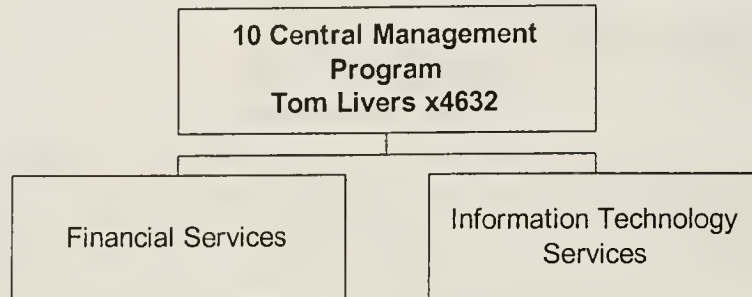 10 Central Management
Program
Tom Livers x4632
Financial Services
Information Technology
Services